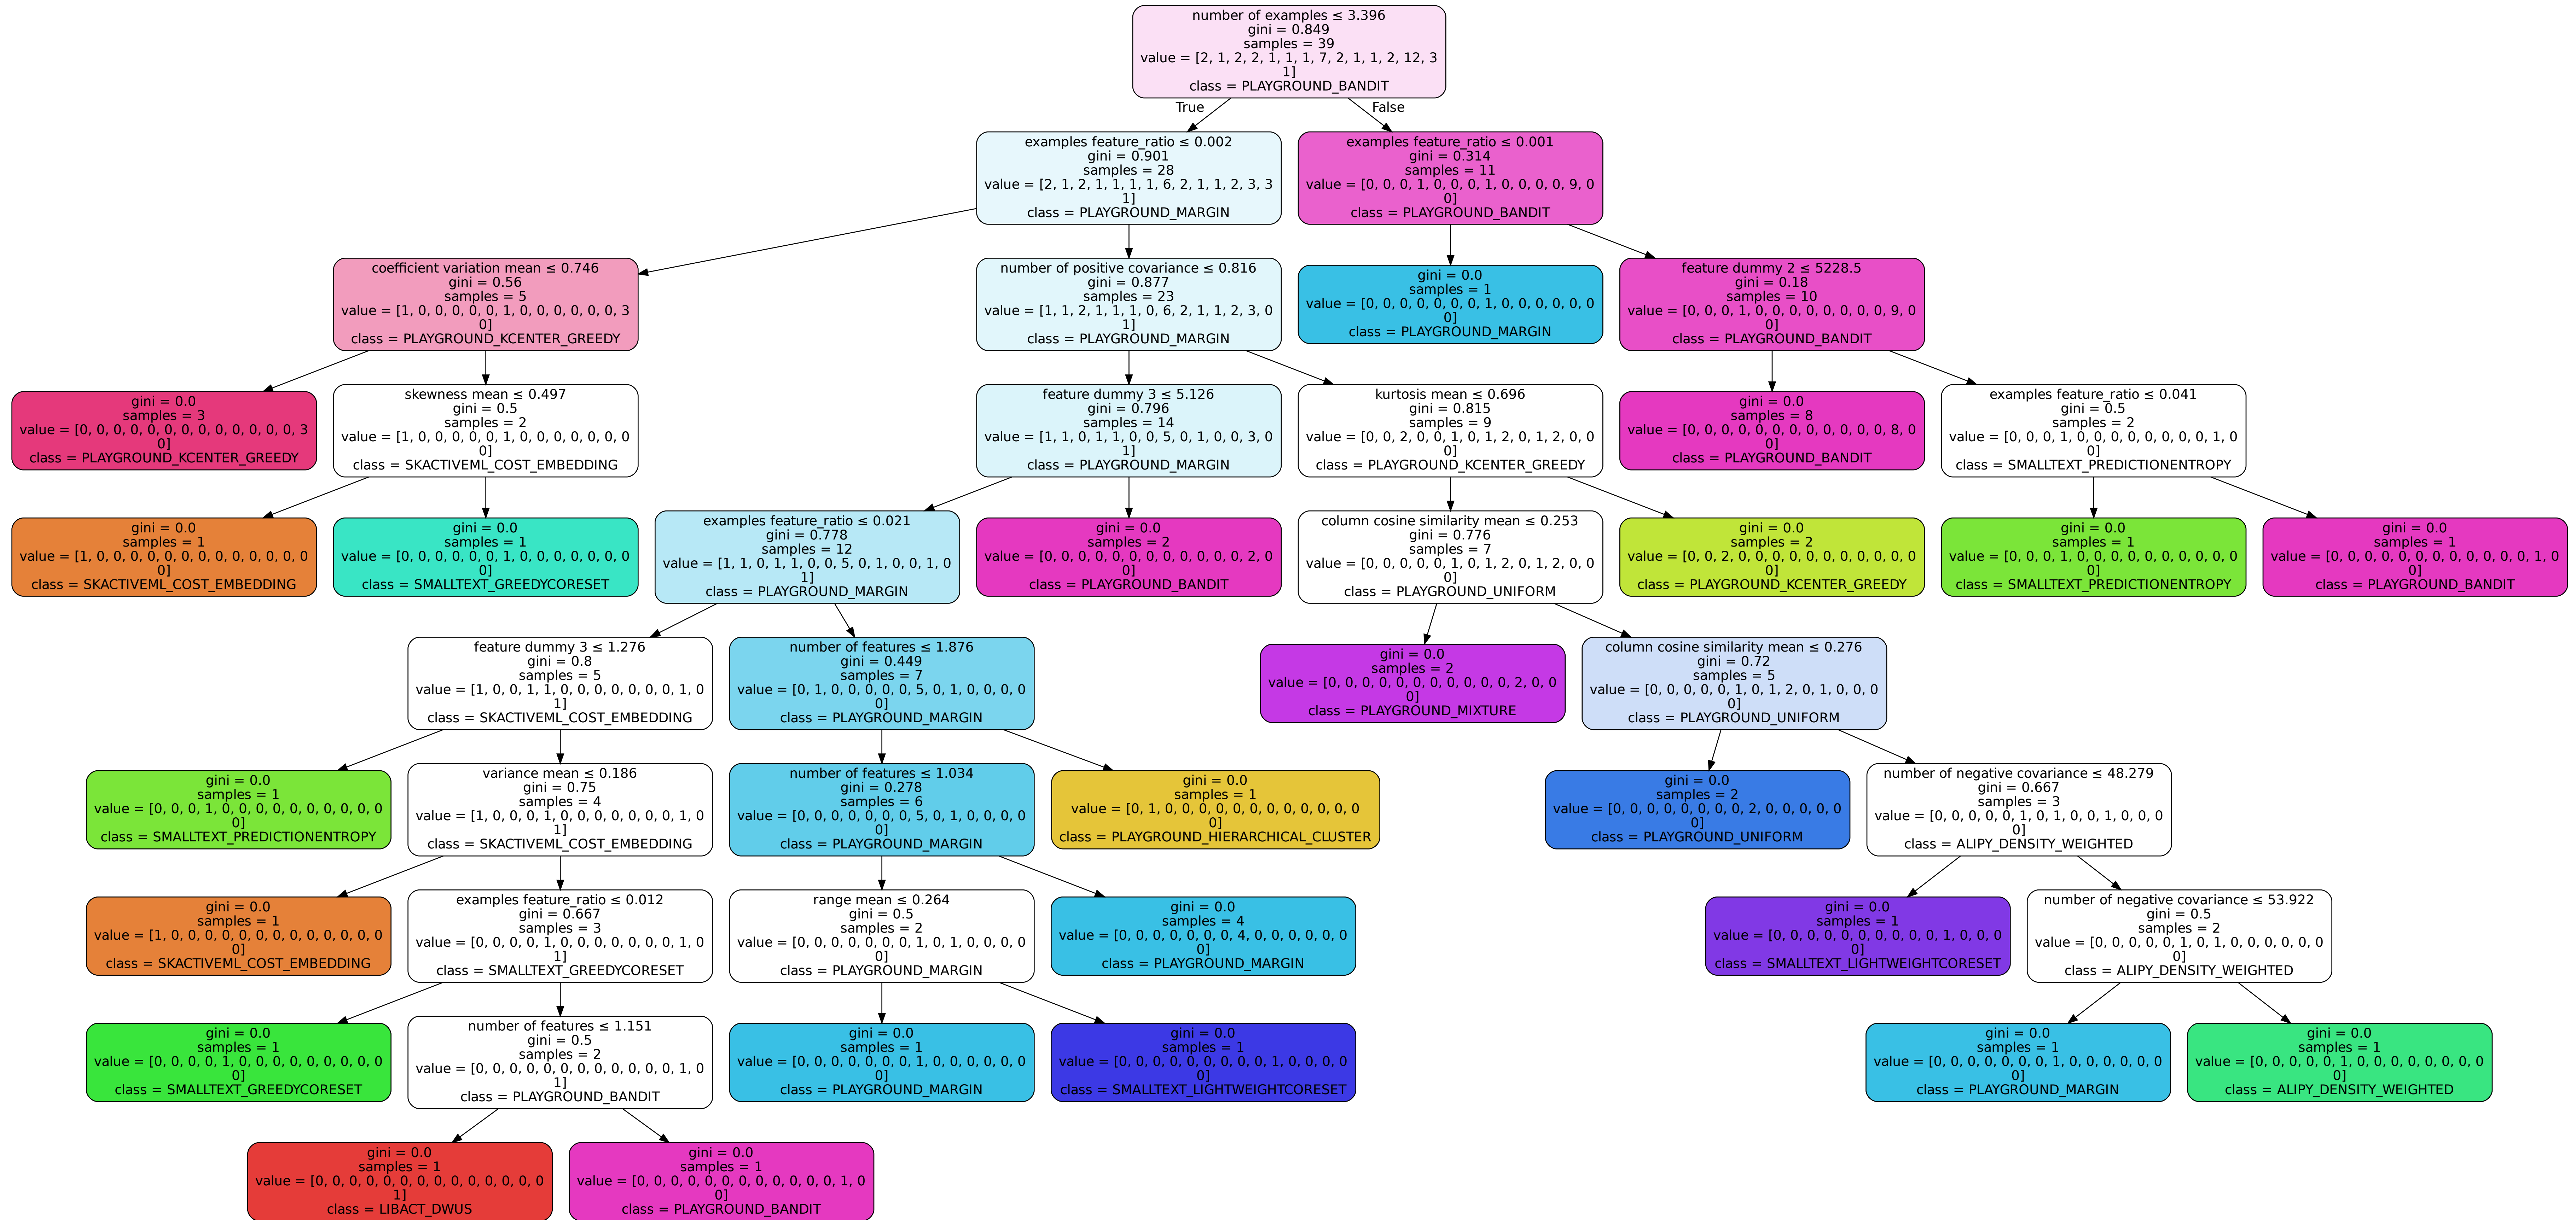 number of examples ≤ 3.396
gini = 0.849
samples = 39
value = [2, 1, 2, 2, 1, 1, 1, 7, 2, 1, 1, 2, 12, 3
1]
class = PLAYGROUND_BANDIT
True
False
examples feature_ratio ≤ 0.002
gini = 0.901
samples = 28
value = [2, 1, 2, 1, 1, 1, 1, 6, 2, 1, 1, 2, 3, 3
1]
class = PLAYGROUND_MARGIN
examples feature_ratio ≤ 0.001
gini = 0.314
samples = 11
value = [0, 0, 0, 1, 0, 0, 0, 1, 0, 0, 0, 0, 9, 0
0]
class = PLAYGROUND_BANDIT
coefficient variation mean ≤ 0.746
gini = 0.56
samples = 5
value = [1, 0, 0, 0, 0, 0, 1, 0, 0, 0, 0, 0, 0, 3
0]
class = PLAYGROUND_KCENTER_GREEDY
number of positive covariance ≤ 0.816
gini = 0.877
samples = 23
value = [1, 1, 2, 1, 1, 1, 0, 6, 2, 1, 1, 2, 3, 0
1]
class = PLAYGROUND_MARGIN
gini = 0.0
samples = 1
value = [0, 0, 0, 0, 0, 0, 0, 1, 0, 0, 0, 0, 0, 0
0]
class = PLAYGROUND_MARGIN
feature dummy 2 ≤ 5228.5
gini = 0.18
samples = 10
value = [0, 0, 0, 1, 0, 0, 0, 0, 0, 0, 0, 0, 9, 0
0]
class = PLAYGROUND_BANDIT
gini = 0.0
samples = 3
value = [0, 0, 0, 0, 0, 0, 0, 0, 0, 0, 0, 0, 0, 3
0]
class = PLAYGROUND_KCENTER_GREEDY
skewness mean ≤ 0.497
gini = 0.5
samples = 2
value = [1, 0, 0, 0, 0, 0, 1, 0, 0, 0, 0, 0, 0, 0
0]
class = SKACTIVEML_COST_EMBEDDING
feature dummy 3 ≤ 5.126
gini = 0.796
samples = 14
value = [1, 1, 0, 1, 1, 0, 0, 5, 0, 1, 0, 0, 3, 0
1]
class = PLAYGROUND_MARGIN
kurtosis mean ≤ 0.696
gini = 0.815
samples = 9
value = [0, 0, 2, 0, 0, 1, 0, 1, 2, 0, 1, 2, 0, 0
0]
class = PLAYGROUND_KCENTER_GREEDY
gini = 0.0
samples = 8
value = [0, 0, 0, 0, 0, 0, 0, 0, 0, 0, 0, 0, 8, 0
0]
class = PLAYGROUND_BANDIT
examples feature_ratio ≤ 0.041
gini = 0.5
samples = 2
value = [0, 0, 0, 1, 0, 0, 0, 0, 0, 0, 0, 0, 1, 0
0]
class = SMALLTEXT_PREDICTIONENTROPY
gini = 0.0
samples = 1
value = [1, 0, 0, 0, 0, 0, 0, 0, 0, 0, 0, 0, 0, 0
0]
class = SKACTIVEML_COST_EMBEDDING
gini = 0.0
samples = 1
value = [0, 0, 0, 0, 0, 0, 1, 0, 0, 0, 0, 0, 0, 0
0]
class = SMALLTEXT_GREEDYCORESET
examples feature_ratio ≤ 0.021
gini = 0.778
samples = 12
value = [1, 1, 0, 1, 1, 0, 0, 5, 0, 1, 0, 0, 1, 0
1]
class = PLAYGROUND_MARGIN
gini = 0.0
samples = 2
value = [0, 0, 0, 0, 0, 0, 0, 0, 0, 0, 0, 0, 2, 0
0]
class = PLAYGROUND_BANDIT
column cosine similarity mean ≤ 0.253
gini = 0.776
samples = 7
value = [0, 0, 0, 0, 0, 1, 0, 1, 2, 0, 1, 2, 0, 0
0]
class = PLAYGROUND_UNIFORM
gini = 0.0
samples = 2
value = [0, 0, 2, 0, 0, 0, 0, 0, 0, 0, 0, 0, 0, 0
0]
class = PLAYGROUND_KCENTER_GREEDY
gini = 0.0
samples = 1
value = [0, 0, 0, 1, 0, 0, 0, 0, 0, 0, 0, 0, 0, 0
0]
class = SMALLTEXT_PREDICTIONENTROPY
gini = 0.0
samples = 1
value = [0, 0, 0, 0, 0, 0, 0, 0, 0, 0, 0, 0, 1, 0
0]
class = PLAYGROUND_BANDIT
feature dummy 3 ≤ 1.276
gini = 0.8
samples = 5
value = [1, 0, 0, 1, 1, 0, 0, 0, 0, 0, 0, 0, 1, 0
1]
class = SKACTIVEML_COST_EMBEDDING
number of features ≤ 1.876
gini = 0.449
samples = 7
value = [0, 1, 0, 0, 0, 0, 0, 5, 0, 1, 0, 0, 0, 0
0]
class = PLAYGROUND_MARGIN
gini = 0.0
samples = 2
value = [0, 0, 0, 0, 0, 0, 0, 0, 0, 0, 0, 2, 0, 0
0]
class = PLAYGROUND_MIXTURE
column cosine similarity mean ≤ 0.276
gini = 0.72
samples = 5
value = [0, 0, 0, 0, 0, 1, 0, 1, 2, 0, 1, 0, 0, 0
0]
class = PLAYGROUND_UNIFORM
gini = 0.0
samples = 1
value = [0, 0, 0, 1, 0, 0, 0, 0, 0, 0, 0, 0, 0, 0
0]
class = SMALLTEXT_PREDICTIONENTROPY
variance mean ≤ 0.186
gini = 0.75
samples = 4
value = [1, 0, 0, 0, 1, 0, 0, 0, 0, 0, 0, 0, 1, 0
1]
class = SKACTIVEML_COST_EMBEDDING
number of features ≤ 1.034
gini = 0.278
samples = 6
value = [0, 0, 0, 0, 0, 0, 0, 5, 0, 1, 0, 0, 0, 0
0]
class = PLAYGROUND_MARGIN
gini = 0.0
samples = 1
value = [0, 1, 0, 0, 0, 0, 0, 0, 0, 0, 0, 0, 0, 0
0]
class = PLAYGROUND_HIERARCHICAL_CLUSTER
gini = 0.0
samples = 2
value = [0, 0, 0, 0, 0, 0, 0, 0, 2, 0, 0, 0, 0, 0
0]
class = PLAYGROUND_UNIFORM
number of negative covariance ≤ 48.279
gini = 0.667
samples = 3
value = [0, 0, 0, 0, 0, 1, 0, 1, 0, 0, 1, 0, 0, 0
0]
class = ALIPY_DENSITY_WEIGHTED
gini = 0.0
samples = 1
value = [1, 0, 0, 0, 0, 0, 0, 0, 0, 0, 0, 0, 0, 0
0]
class = SKACTIVEML_COST_EMBEDDING
examples feature_ratio ≤ 0.012
gini = 0.667
samples = 3
value = [0, 0, 0, 0, 1, 0, 0, 0, 0, 0, 0, 0, 1, 0
1]
class = SMALLTEXT_GREEDYCORESET
range mean ≤ 0.264
gini = 0.5
samples = 2
value = [0, 0, 0, 0, 0, 0, 0, 1, 0, 1, 0, 0, 0, 0
0]
class = PLAYGROUND_MARGIN
gini = 0.0
samples = 4
value = [0, 0, 0, 0, 0, 0, 0, 4, 0, 0, 0, 0, 0, 0
0]
class = PLAYGROUND_MARGIN
gini = 0.0
samples = 1
value = [0, 0, 0, 0, 0, 0, 0, 0, 0, 0, 1, 0, 0, 0
0]
class = SMALLTEXT_LIGHTWEIGHTCORESET
number of negative covariance ≤ 53.922
gini = 0.5
samples = 2
value = [0, 0, 0, 0, 0, 1, 0, 1, 0, 0, 0, 0, 0, 0
0]
class = ALIPY_DENSITY_WEIGHTED
gini = 0.0
samples = 1
value = [0, 0, 0, 0, 1, 0, 0, 0, 0, 0, 0, 0, 0, 0
0]
class = SMALLTEXT_GREEDYCORESET
number of features ≤ 1.151
gini = 0.5
samples = 2
value = [0, 0, 0, 0, 0, 0, 0, 0, 0, 0, 0, 0, 1, 0
1]
class = PLAYGROUND_BANDIT
gini = 0.0
samples = 1
value = [0, 0, 0, 0, 0, 0, 0, 1, 0, 0, 0, 0, 0, 0
0]
class = PLAYGROUND_MARGIN
gini = 0.0
samples = 1
value = [0, 0, 0, 0, 0, 0, 0, 0, 0, 1, 0, 0, 0, 0
0]
class = SMALLTEXT_LIGHTWEIGHTCORESET
gini = 0.0
samples = 1
value = [0, 0, 0, 0, 0, 0, 0, 1, 0, 0, 0, 0, 0, 0
0]
class = PLAYGROUND_MARGIN
gini = 0.0
samples = 1
value = [0, 0, 0, 0, 0, 1, 0, 0, 0, 0, 0, 0, 0, 0
0]
class = ALIPY_DENSITY_WEIGHTED
gini = 0.0
samples = 1
value = [0, 0, 0, 0, 0, 0, 0, 0, 0, 0, 0, 0, 0, 0
1]
class = LIBACT_DWUS
gini = 0.0
samples = 1
value = [0, 0, 0, 0, 0, 0, 0, 0, 0, 0, 0, 0, 1, 0
0]
class = PLAYGROUND_BANDIT